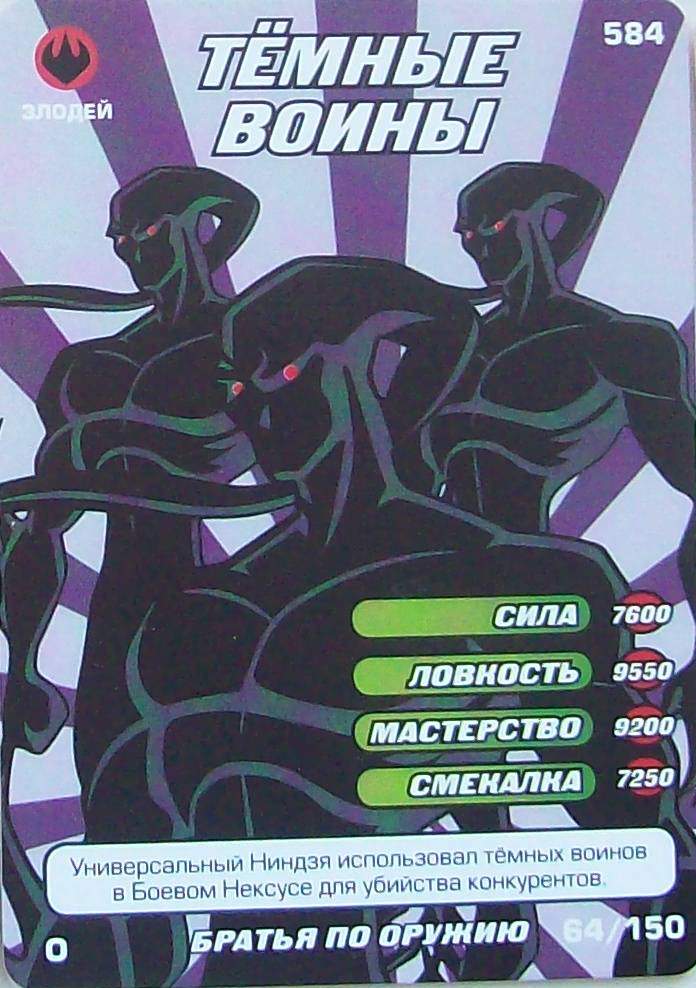 584
ЗЛОДЕЙ
ТЁМНЫЕ
ВОИНЫ
СИЛА 7600
ЛОВКОСТЬ 9550
МАСТЕРСТВО 9200
СМЕКАЛКА 7250
Универсальный Ниндзя использовал тёмных воинов
в Боевом Нексусе для убийства конкурентов.
О БРАТЬЯ ПО ОРУЖИЮ 64/150